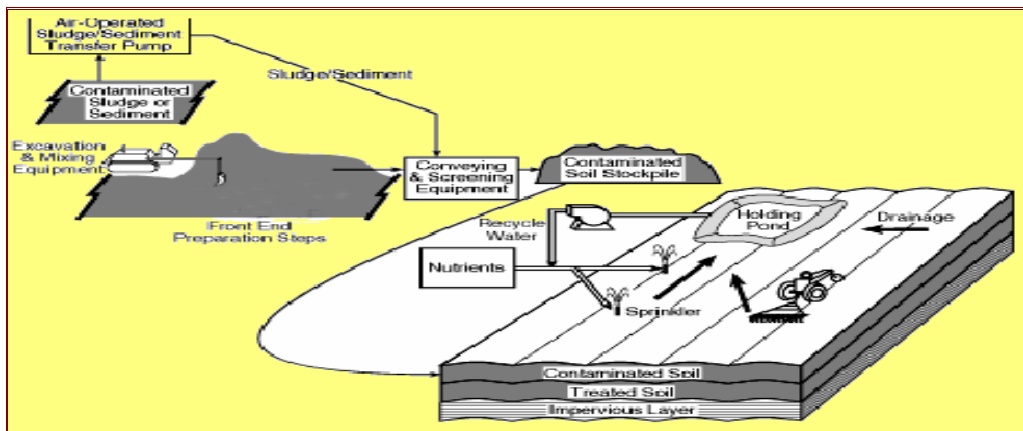 Air-Operated
Sludge/Sediment
Transfer Pump
Sludge/Sediment
Contaminated
Sludge or
Sediment
Excavation
& Mixing
Equipment
Conveying
& Screening
Equipment
Contaminated
Soil Stockpile
Front End
Preparation Steps
Recycle
Water
Holding
Pond
Drainage
Nutrients
Sprinkler
Contaminated Soil
Treated Soil
Impervious Layer